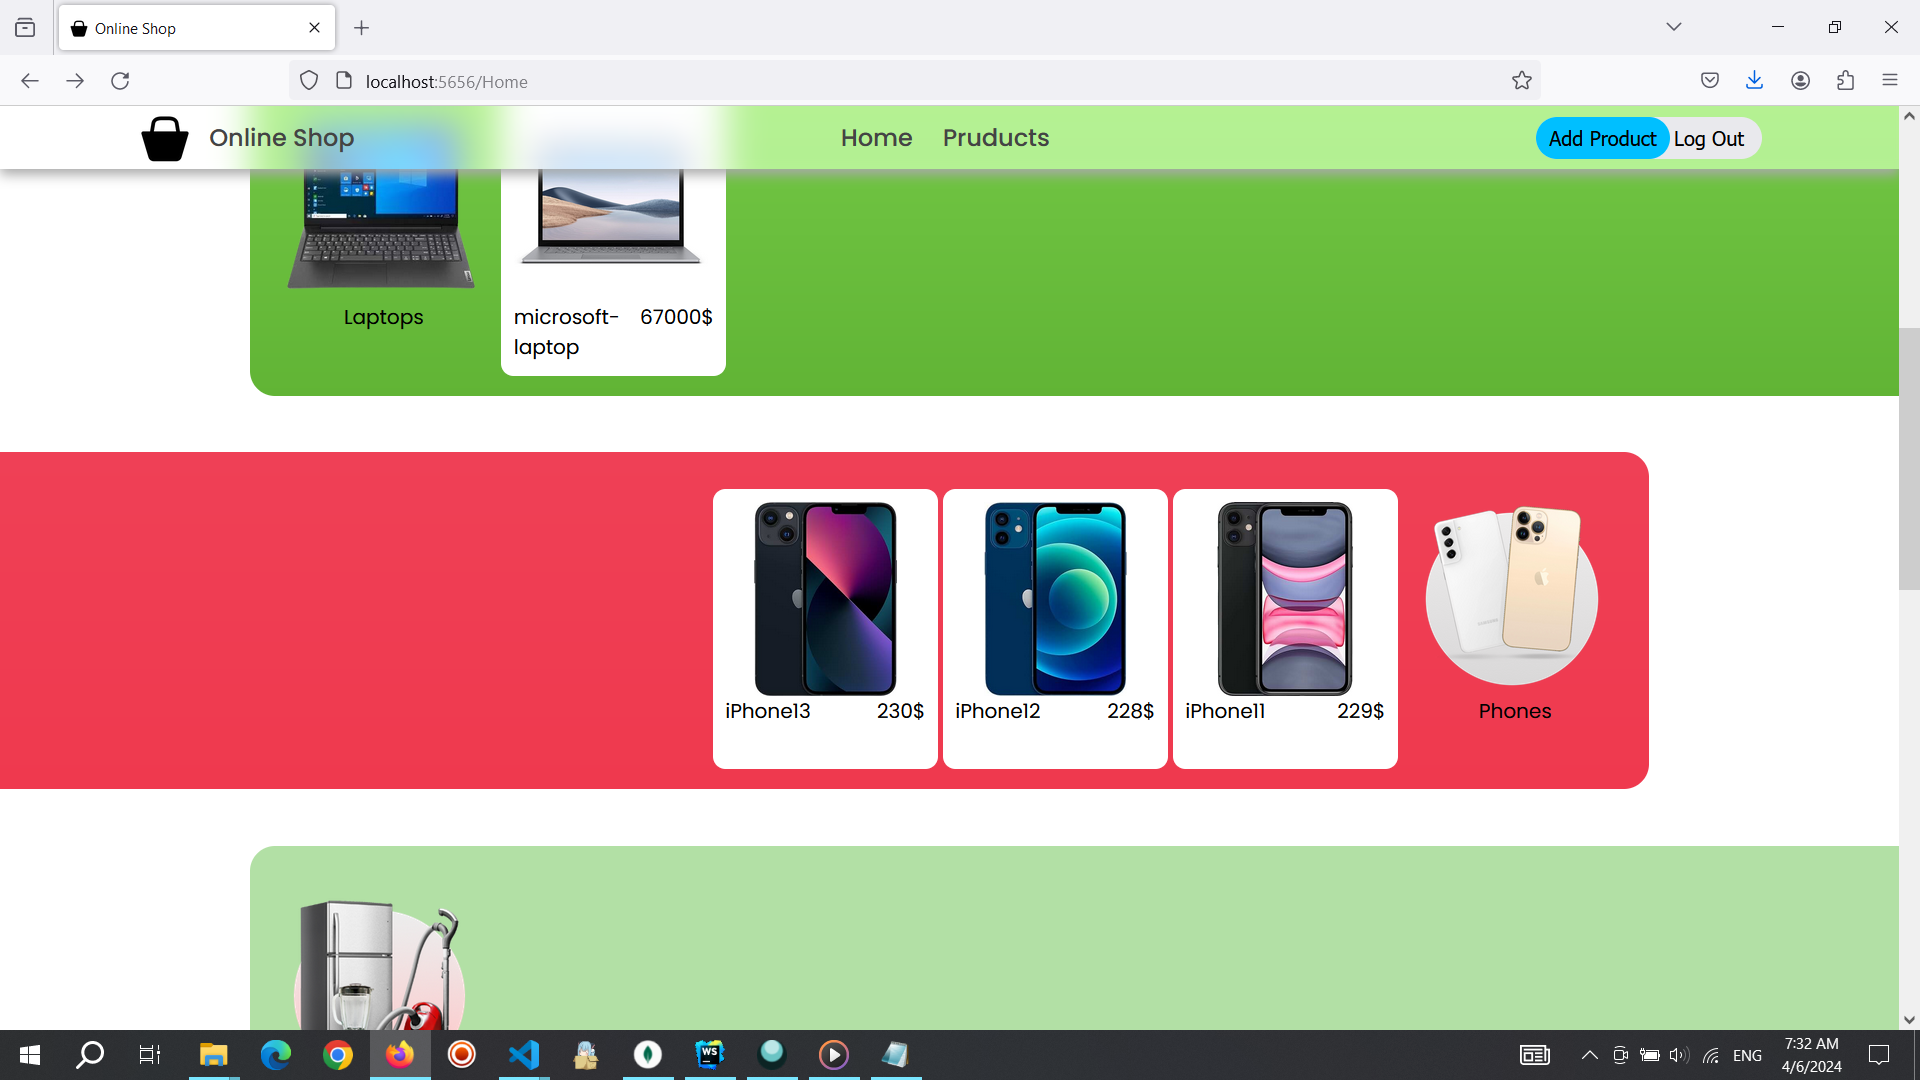 Online Shop
localhost:5656/Home
Online Shop
Home
Pruducts
Add Product
Log Out
Laptops
microsoft-
laptop
67000$
iPhone13
230$
iPhone12
228$
iPhone11
229$
Phones
WS
ENG
7:32 AM
4/6/2024